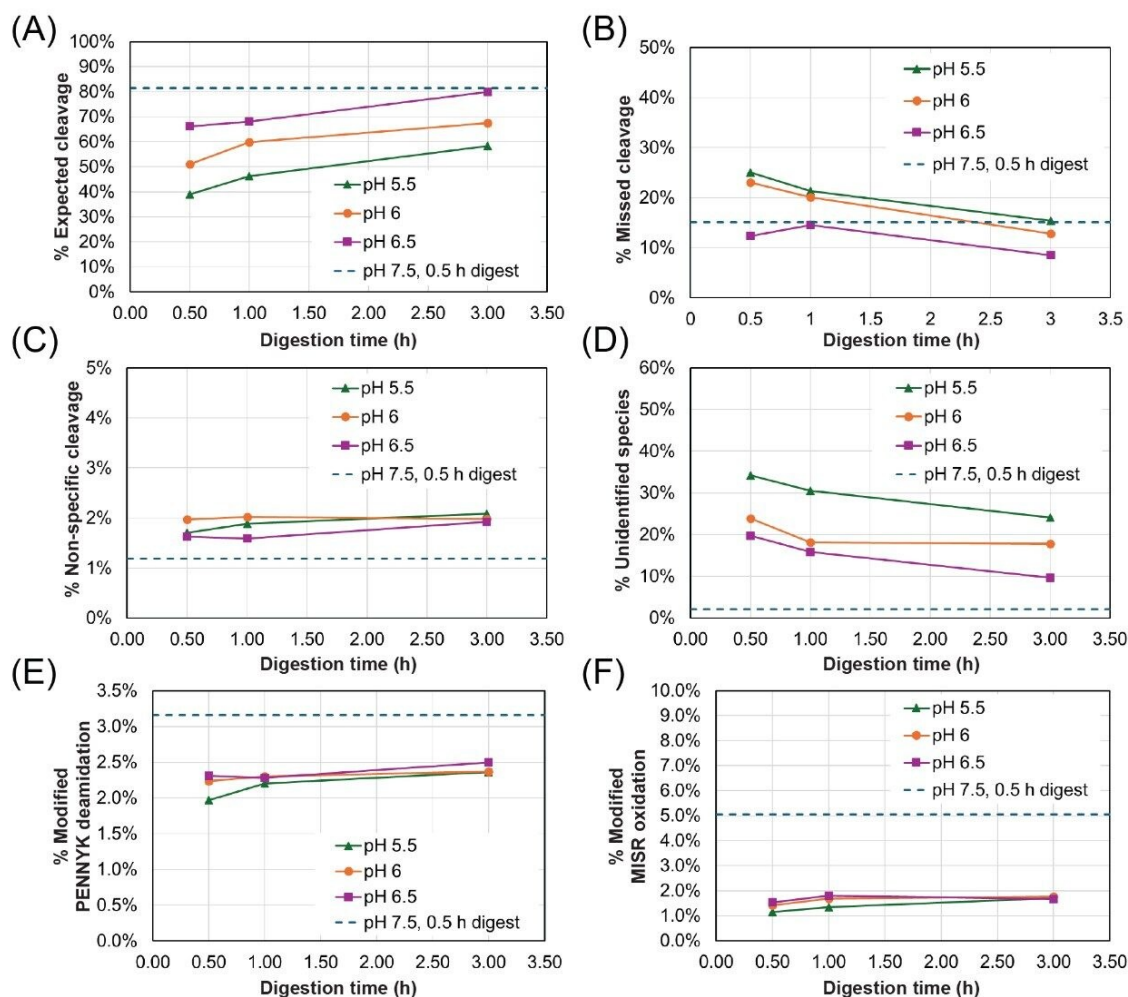 (A)
% Expected cleavage
100%
90%
80%
70%
60%
50%
40%
30%
20%
10%
0%
pH 5.5
pH 6
pH 6.5
pH 7.5, 0.5 h digest
0.00 0.50 1.00 1.50 2.00 2.50 3.00 3.50
Digestion time (h)
(B)
% Missed cleavage
50%
40%
30%
20%
10%
0%
pH 5.5
pH 6
pH 6.5
pH 7.5, 0.5 h digest
0 0.5 1 1.5 2 2.5 3 3.5
Digestion time (h)
(C)
% Non-specific cleavage
5%
4%
3%
2%
1%
0%
pH 5.5
pH 6
pH 6.5
pH 7.5, 0.5 h digest
0.00 0.50 1.00 1.50 2.00 2.50 3.00 3.50
Digestion time (h)
(D)
% Unidentified species
60%
50%
40%
30%
20%
10%
0%
pH 5.5
pH 6
pH 6.5
pH 7.5, 0.5 h digest
0.00 0.50 1.00 1.50 2.00 2.50 3.00 3.50
Digestion time (h)
(E)
% Modified
PENNYK deamidation
3.5%
3.0%
2.5%
2.0%
1.5%
1.0%
0.5%
0.0%
pH 5.5
pH 6
pH 6.5
pH 7.5, 0.5 h digest
0.00 0.50 1.00 1.50 2.00 2.50 3.00 3.50
Digestion time (h)
(F)
% Modified
MISR oxidation
10.0%
9.0%
8.0%
7.0%
6.0%
5.0%
4.0%
3.0%
2.0%
1.0%
0.0%
pH 5.5
pH 6
pH 6.5
pH 7.5, 0.5 h digest
0.00 0.50 1.00 1.50 2.00 2.50 3.00 3.50
Digestion time (h)